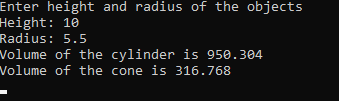 Enter height and radius of the objects
Height: 10
Radius: 5.5
Volume of the cylinder is 950.304
Volume of the cone is 316.768